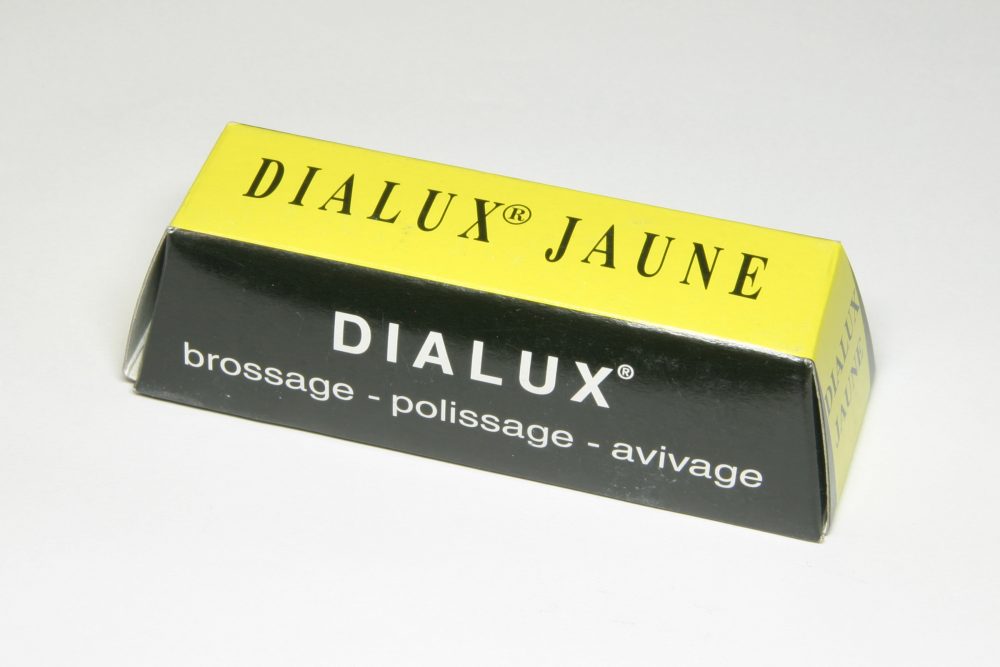 DIALUX® JAUNE
DIALUX®
brossage - polissage - avivage
DIALUX
JAUNE